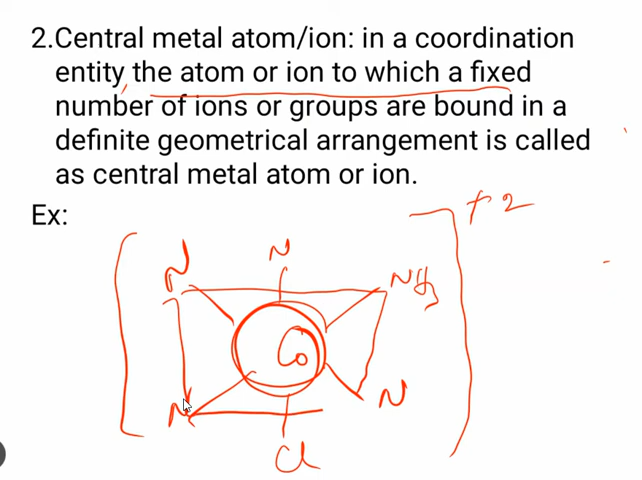 2.Central metal atom/ion: in a coordination
entity the atom or ion to which a fixed
number of ions or groups are bound in a
definite geometrical arrangement is called
as central metal atom or ion.
Ex:
+2
N
N
NH3
Co
N
N
Cl